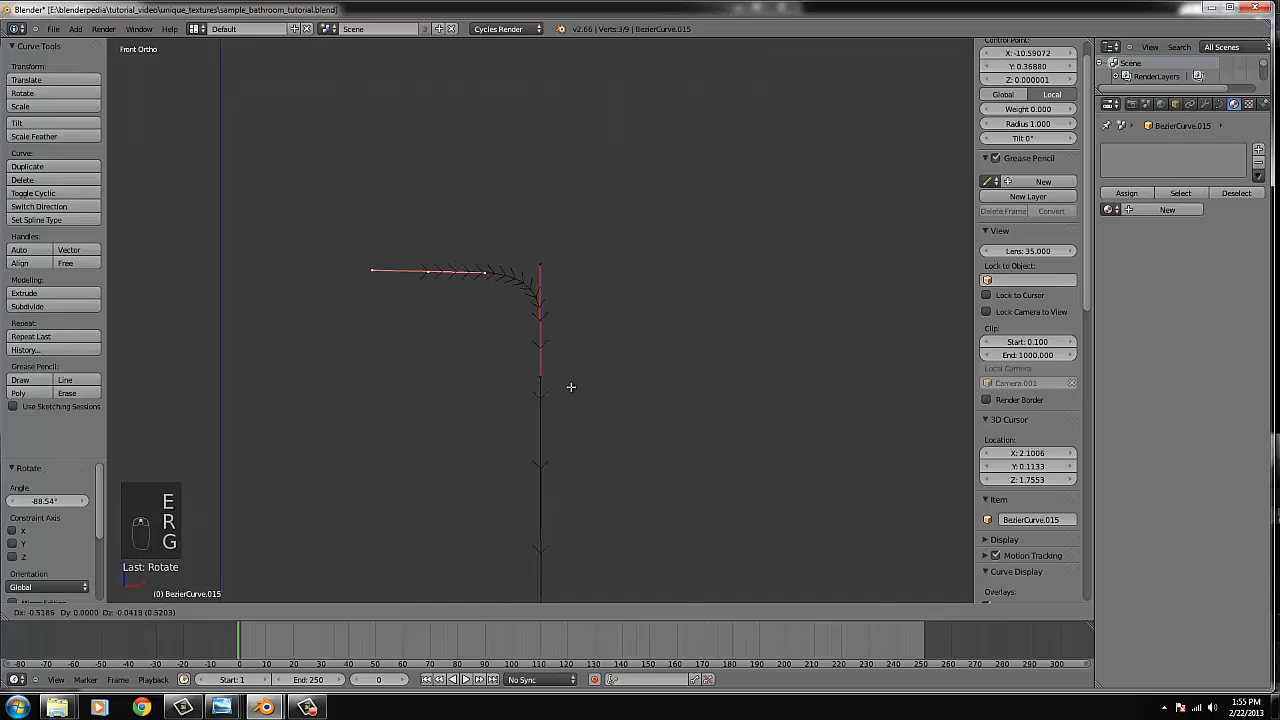 Blender* [E:\blenderpedia\tutorial_video\unique_textures\sample_bathroom_tutorial.blend]
File Add Render Window Help Default Scene 3 Cycles Render v2.66 | Verts:3/9 | BezierCurve.015
Curve Tools
Transform:
Translate
Rotate
Scale
Tilt
Scale Feather
Curve:
Duplicate
Delete
Toggle Cyclic
Switch Direction
Set Spline Type
Handles:
Auto Vector
Align Free
Modeling:
Extrude
Subdivide
Repeat:
Repeat Last
History...
Grease Pencil:
Draw Line
Poly Erase
Use Sketching Sessions
Rotate
Angle
-88.54°
Constraint Axis
X
Y
Z
Orientation
Global
Front Ortho
E
R
G
Last: Rotate
(0) BezierCurve.015
Dx: -0.5186 Dy: 0.0000 Dz: -0.0418 (0.5203)
Control Point:
X: -10.59072
Y: 0.36880
Z: 0.000001
Global Local
Weight 0.000
Radius 1.000
Tilt 0°
Grease Pencil
New
New Layer
Delete Frame Convert
View
Lens: 35.000
Lock to Object:
Lock to Cursor
Lock Camera to View
Clip:
Start: 0.100
End: 1000.000
Local Camera:
Camera.001
Render Border
3D Cursor
Location:
X: 2.1006
Y: 0.1133
Z: 1.7553
Item
BezierCurve.015
Display
Motion Tracking
Curve Display
Overlays:
View Search All Scenes
Scene
RenderLayers
BezierCurve.015
Assign Select Deselect
New
-80 -70 -60 -50 -40 -30 -20 -10 0 10 20 30 40 50 60 70 80 90 100 110 120 130 140 150 160 170 180 190 200 210 220 230 240 250 260 270 280 290 300
View Marker Frame Playback Start: 1 End: 250 0 No Sync
1:55 PM
2/22/2013